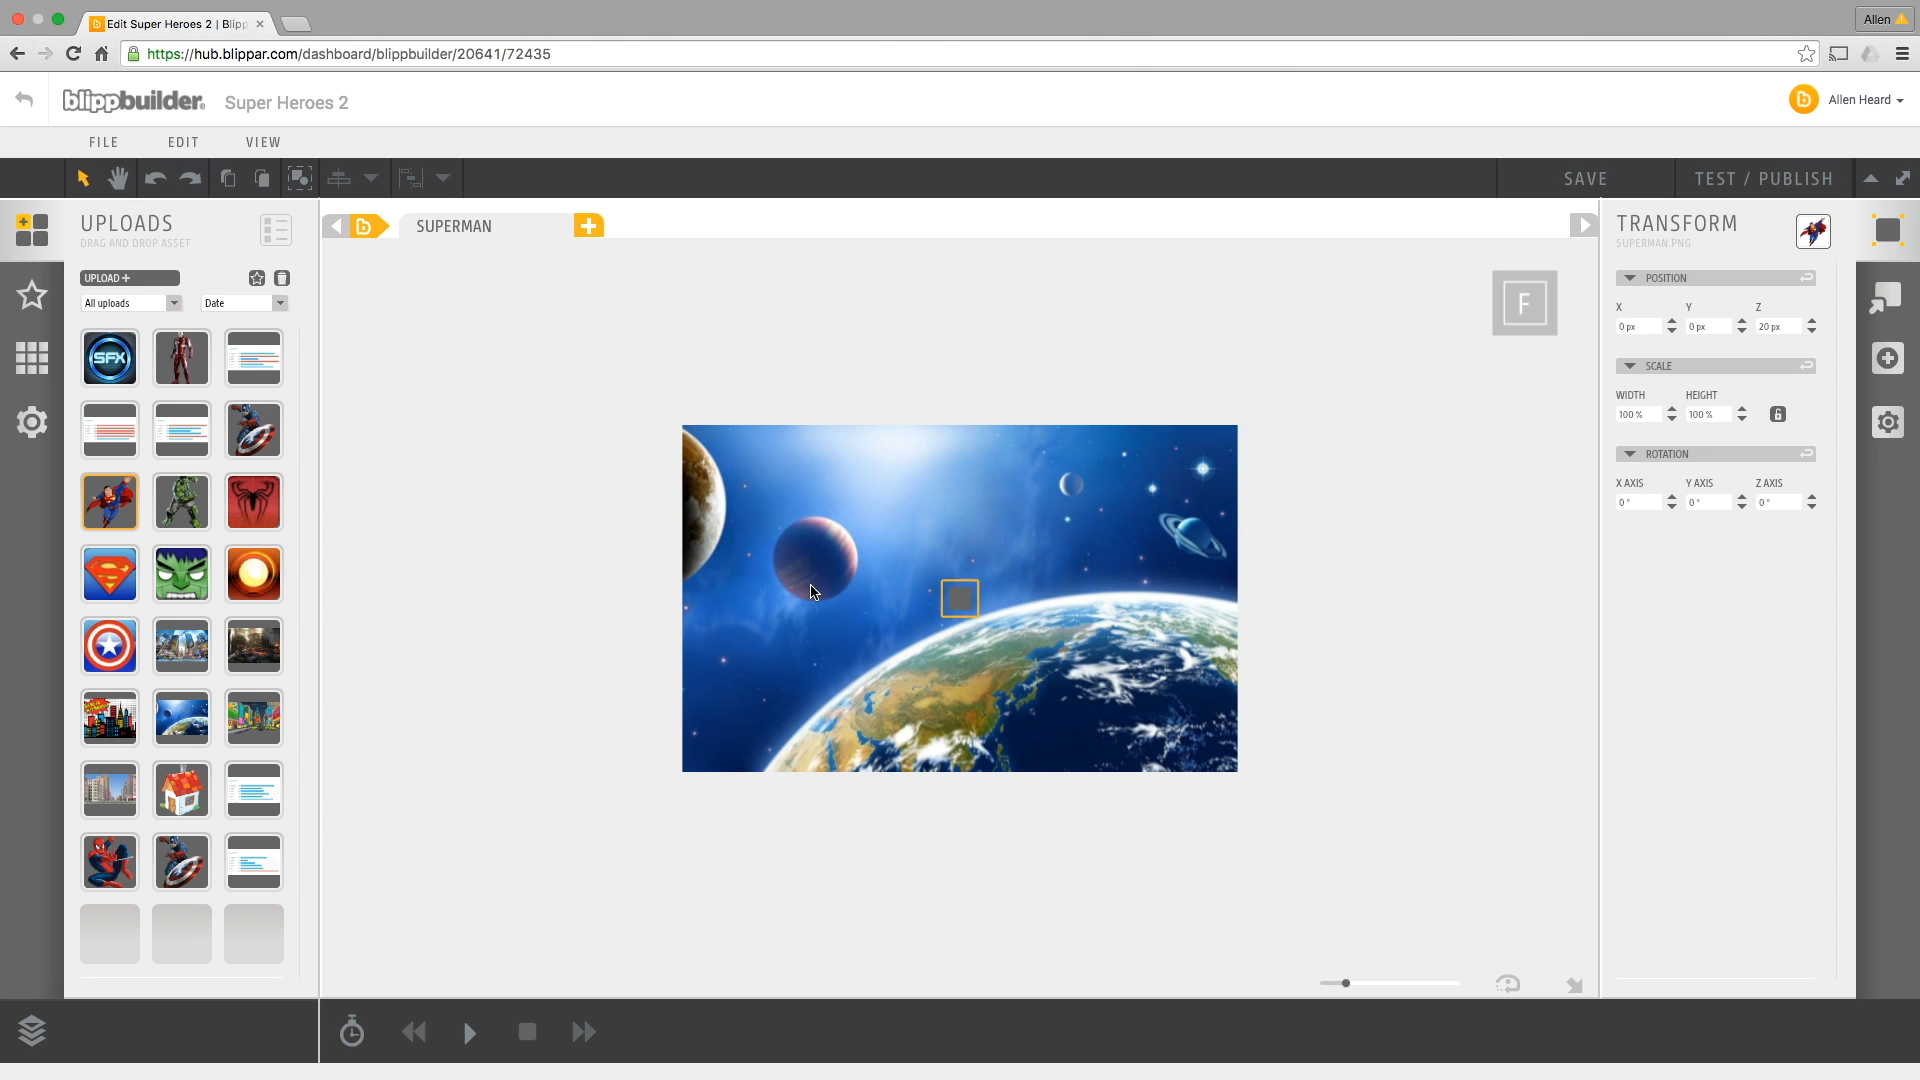 Edit Super Heroes 2 | Blipp
Allen
https://hub.blippar.com/dashboard/blippbuilder/20641/72435
blippbuilder.
Super Heroes 2
Allen Heard
FILE
EDIT
VIEW
SAVE
TEST / PUBLISH
UPLOADS
DRAG AND DROP ASSET
UPLOAD +
All uploads
Date
SFX
SUPERMAN
F
TRANSFORM
SUPERMAN.PNG
POSITION
X
Y
Z
0 px
0 px
20 px
SCALE
WIDTH
HEIGHT
100 %
100 %
ROTATION
X AXIS
Y AXIS
Z AXIS
0 °
0 °
0 °